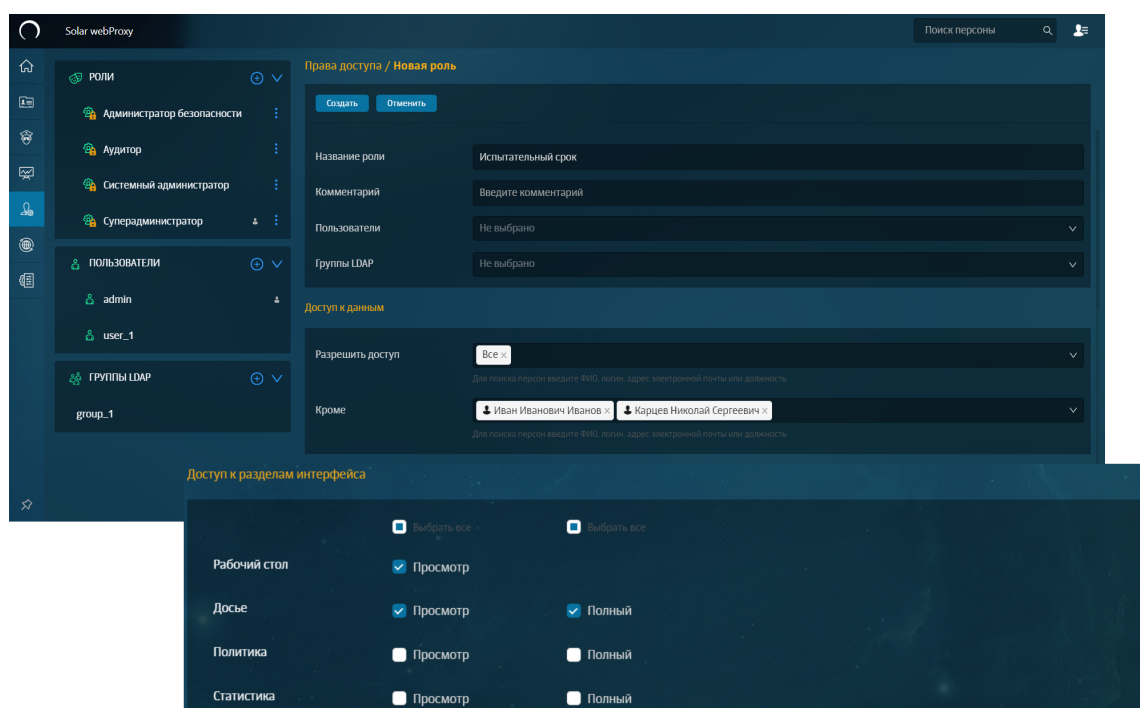 Solar webProxy
Поиск персоны
РОЛИ
Администратор безопасности
Аудитор
Системный администратор
Суперадминистратор
ПОЛЬЗОВАТЕЛИ
admin
user_1
ГРУППЫ LDAP
group_1
Права доступа / Новая роль
Создать Отменить
Название роли Испытательный срок
Комментарий Введите комментарий
Пользователи Не выбрано
Группы LDAP Не выбрано
Доступ к данным
Разрешить доступ Все ×
Для поиска персон введите ФИО, логин, адрес электронной почты или должность
Кроме Иван Иванович Иванов × Карцев Николай Сергеевич ×
Для поиска персон введите ФИО, логин, адрес электронной почты или должность
Доступ к разделам интерфейса
Выбрать все Выбрать все
Рабочий стол Просмотр
Досье Просмотр Полный
Политика Просмотр Полный
Статистика Просмотр Полный